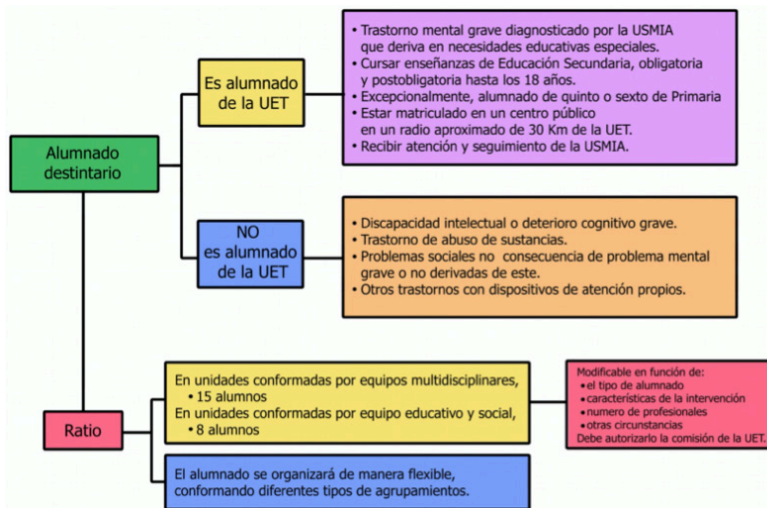 Alumnado
destintario
Es alumnado
de la UET
• Trastorno mental grave diagnosticado por la USMIA
que deriva en necesidades educativas especiales.
• Cursar enseñanzas de Educación Secundaria, obligatoria
y postobligatoria hasta los 18 años.
• Excepcionalmente, alumnado de quinto o sexto de Primaria
• Estar matriculado en un centro público
en un radio aproximado de 30 Km de la UET.
• Recibir atención y seguimiento de la USMIA.
NO
es alumnado
de la UET
• Discapacidad intelectual o deterioro cognitivo grave.
• Trastorno de abuso de sustancias.
• Problemas sociales no consecuencia de problema mental
grave o no derivadas de este.
• Otros trastornos con dispositivos de atención propios.
Ratio
En unidades conformadas por equipos multidisciplinares,
• 15 alumnos
En unidades conformadas por equipo educativo y social,
• 8 alumnos
Modificable en función de:
• el tipo de alumnado
• características de la intervención
• numero de profesionales
• otras circunstancias
Debe autorizarlo la comisión de la UET.
El alumnado se organizará de manera flexible,
conformando diferentes tipos de agrupamientos.